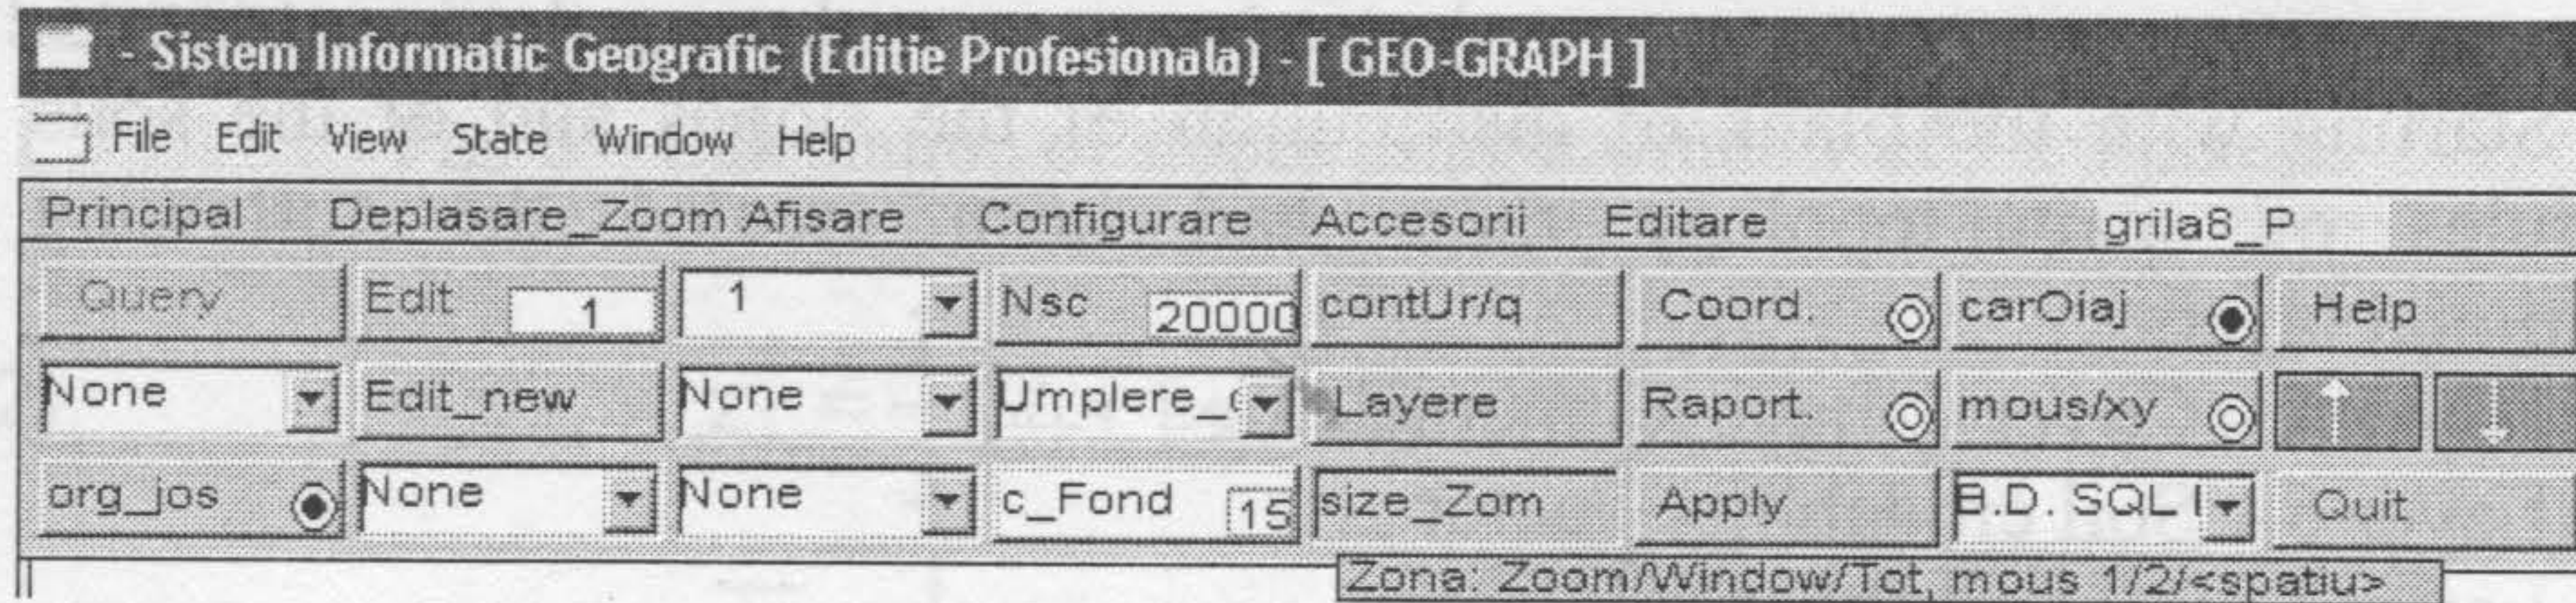 - Sistem Informatic Geografic (Editie Profesionala) - [ GEO-GRAPH ]
File Edit View State Window Help
Principal Deplasare_Zoom Afisare Configurare Accesorii Editare grila8_P
Query Edit 1 1 Nsc 20000 contUr/q Coord. carOiaj Help
None Edit_new None Umplere_ Layere Raport. mous/xy ↑ ↓
org_jos None None c_Fond 15 size_Zom Apply B.D. SQL Quit
Zona: Zoom/Window/Tot, mous 1/2/<spatiu>